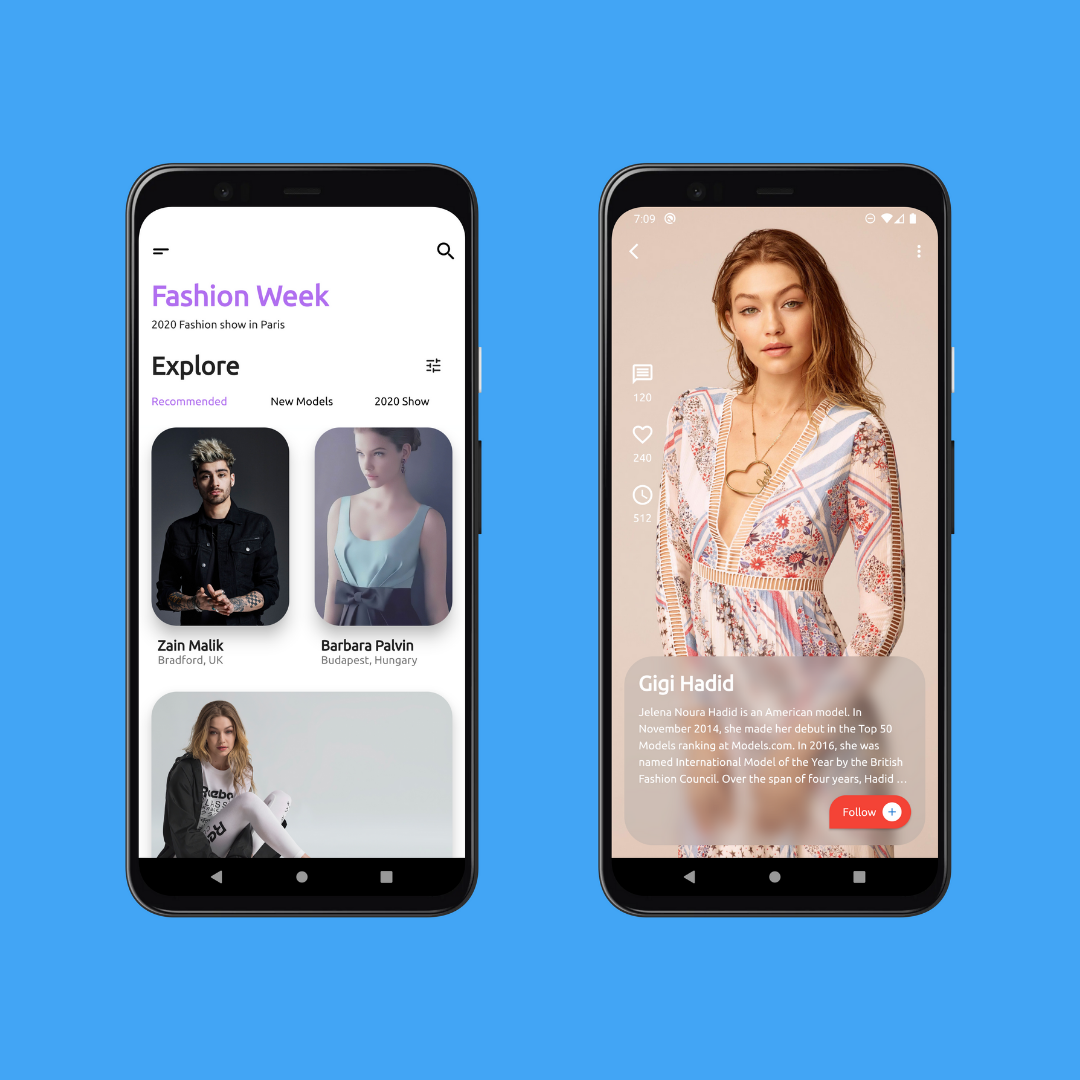 Fashion Week
2020 Fashion show in Paris
Explore
Recommended
New Models
2020 Show
Zain Malik
Bradford, UK
Barbara Palvin
Budapest, Hungary
Reebok
CLASSIC
Reebok
7:09
120
240
512
Gigi Hadid
Jelena Noura Hadid is an American model. In
November 2014, she made her debut in the Top 50
Models ranking at Models.com. In 2016, she was
named International Model of the Year by the British
Fashion Council. Over the span of four years, Hadid ...
Follow